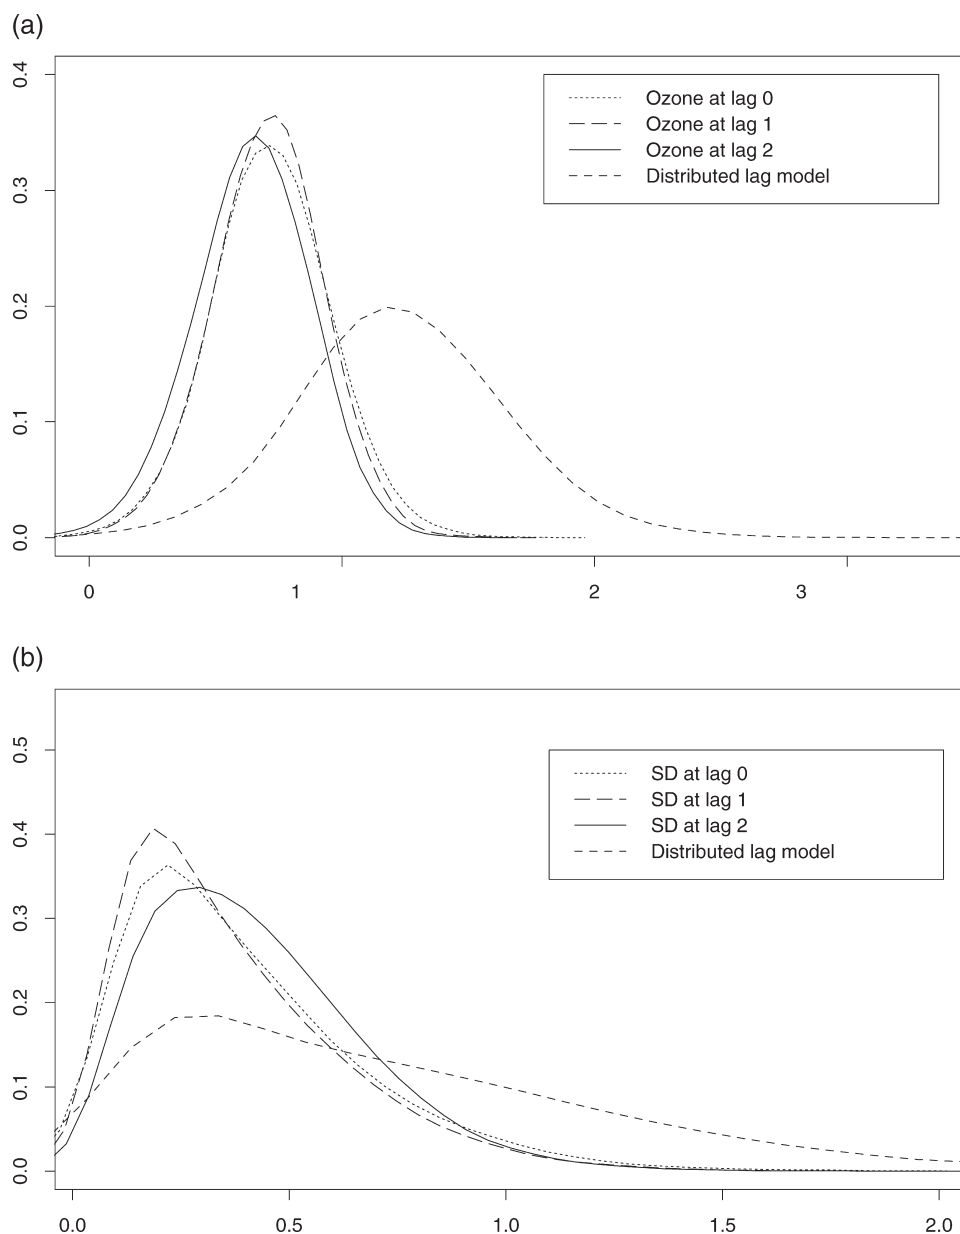 (a)
0.4
0.3
0.2
0.1
0.0
Ozone at lag 0
Ozone at lag 1
Ozone at lag 2
Distributed lag model
0 1 2 3
(b)
0.5
0.4
0.3
0.2
0.1
0.0
SD at lag 0
SD at lag 1
SD at lag 2
Distributed lag model
0.0 0.5 1.0 1.5 2.0